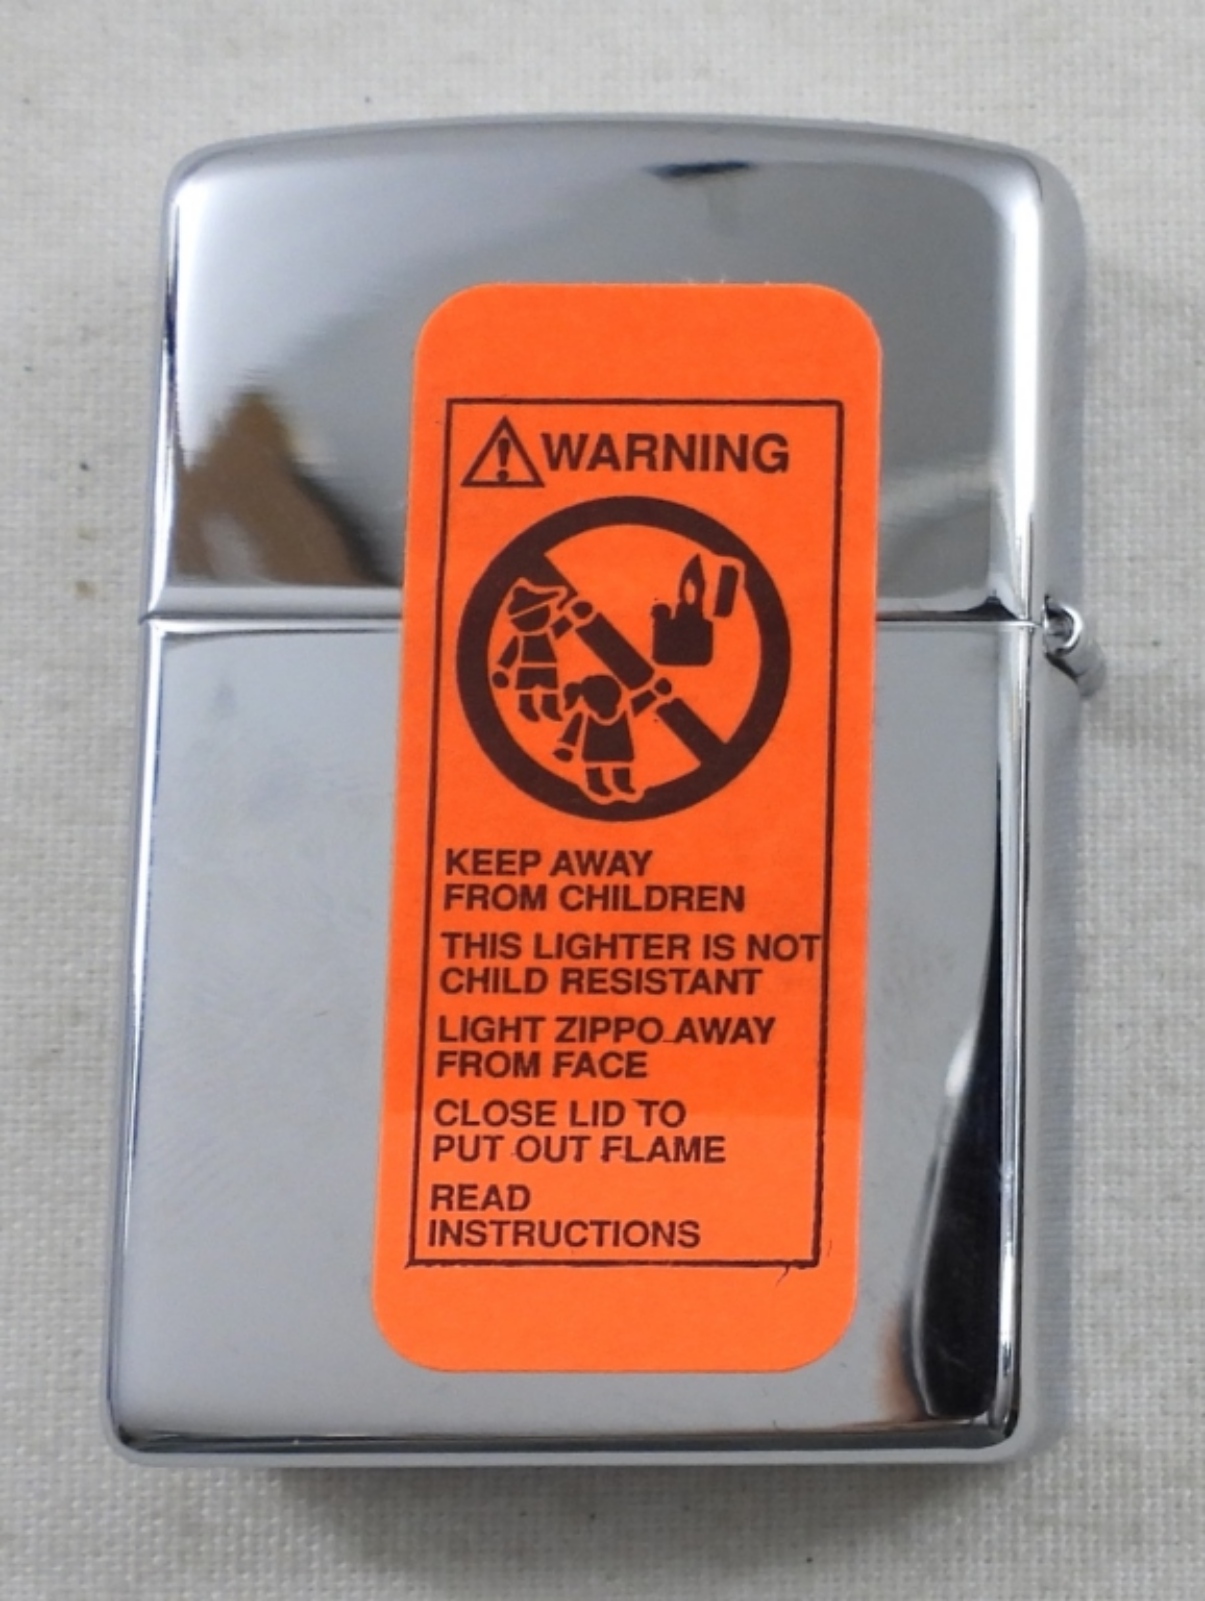 WARNING
KEEP AWAY
FROM CHILDREN
THIS LIGHTER IS NOT
CHILD RESISTANT
LIGHT ZIPPO AWAY
FROM FACE
CLOSE LID TO
PUT OUT FLAME
READ
INSTRUCTIONS